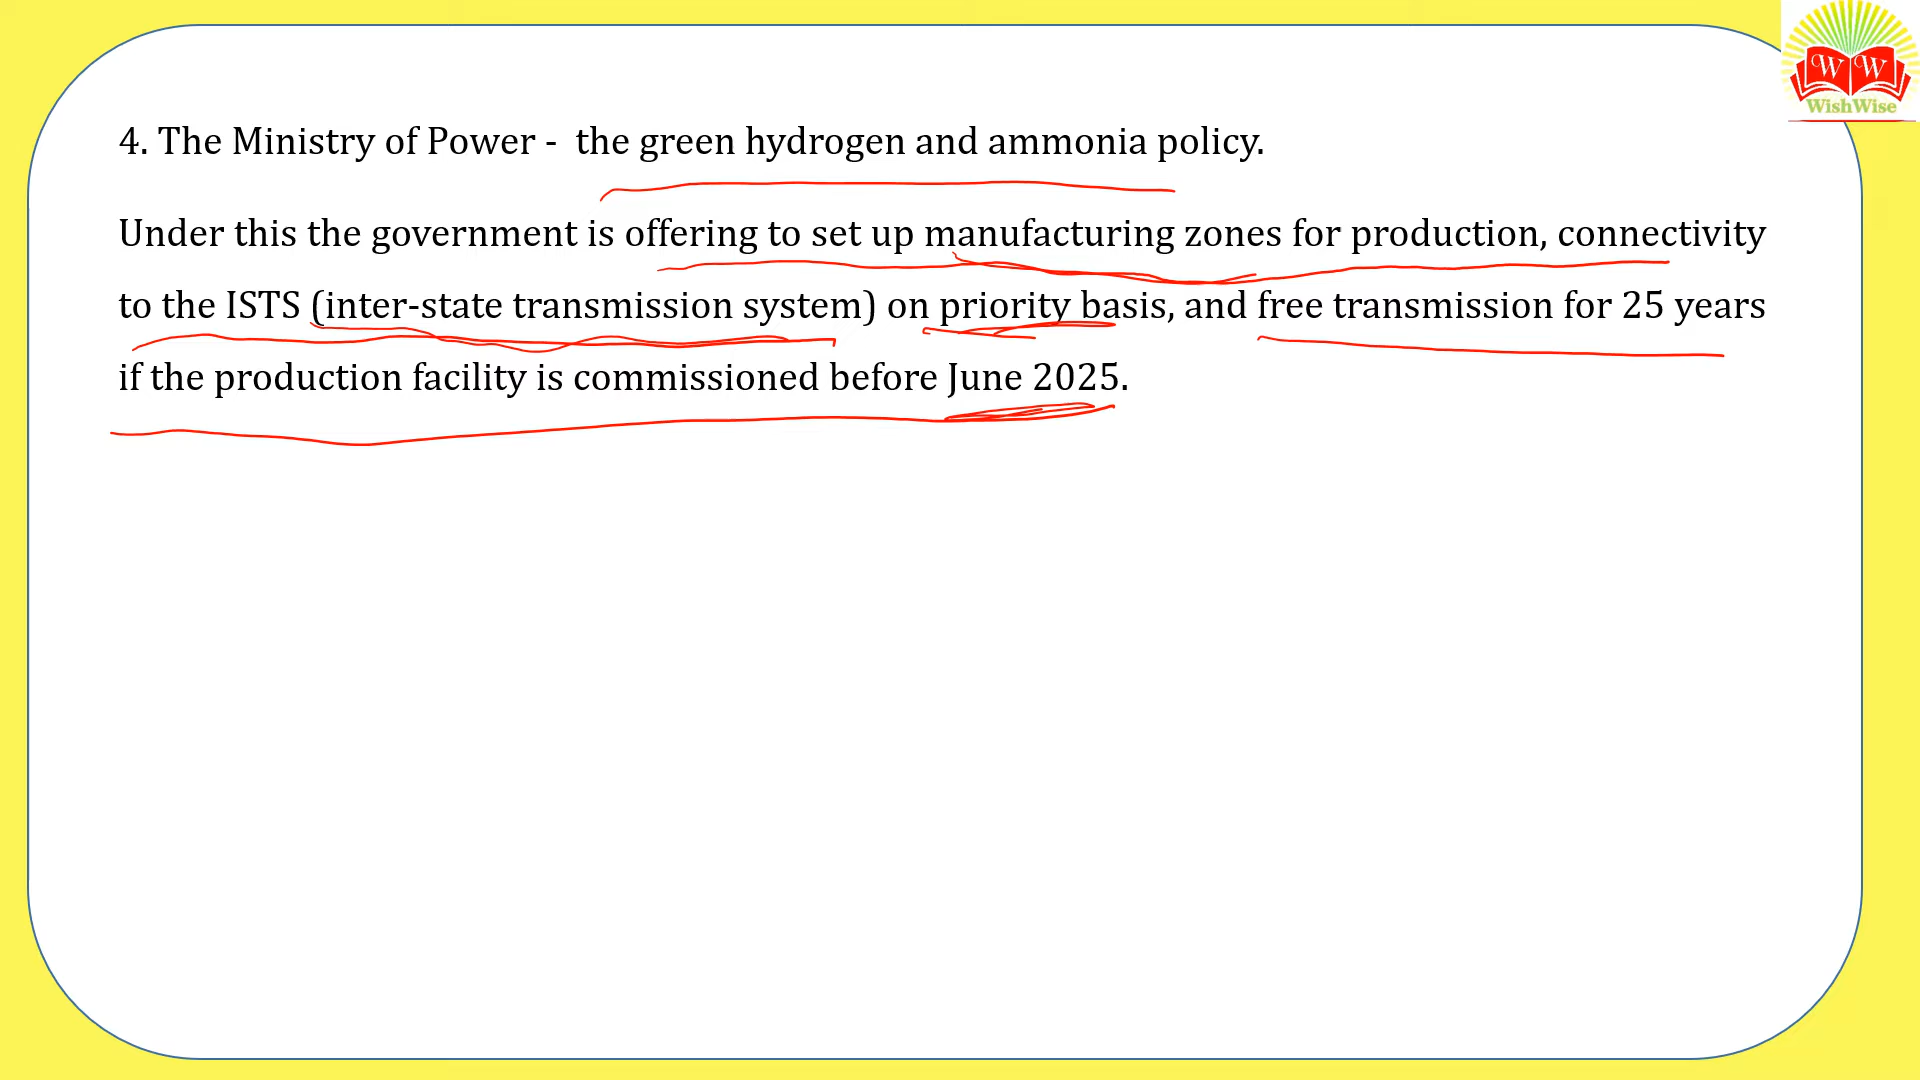 W W
WishWise
4. The Ministry of Power - the green hydrogen and ammonia policy.
Under this the government is offering to set up manufacturing zones for production, connectivity
to the ISTS (inter-state transmission system) on priority basis, and free transmission for 25 years
if the production facility is commissioned before June 2025.